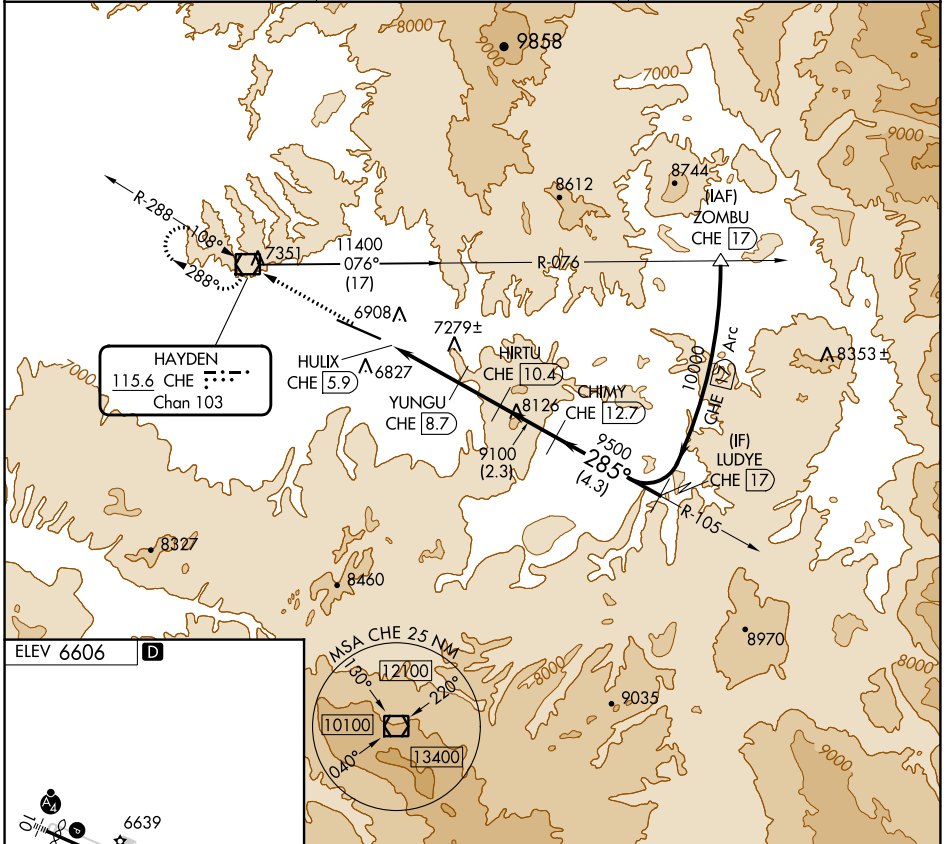 8000
9858
9000
7000
9000
8744
8612
(IAF)
ZOMBU
CHE 17
R-288
108°
7351
288°
11400
076°
(17)
R-076
6908
7279±
HIRTU
CHE 10.4
10000
CHE 17 Arc
8353±
HAYDEN
115.6 CHE
Chan 103
7000
HULIX
CHE 5.9
6827
YUNGU
CHE 8.7
8126
CHIMY
CHE 12.7
9100
(2.3)
9500
285°
(4.3)
(IF)
LUDYE
CHE 17
R-105
8327
8460
8970
8000
8000
9035
9000
ELEV 6606 D
MSA CHE 25 NM
130°
12100
220°
10100
040°
13400
A4
10
P
6639